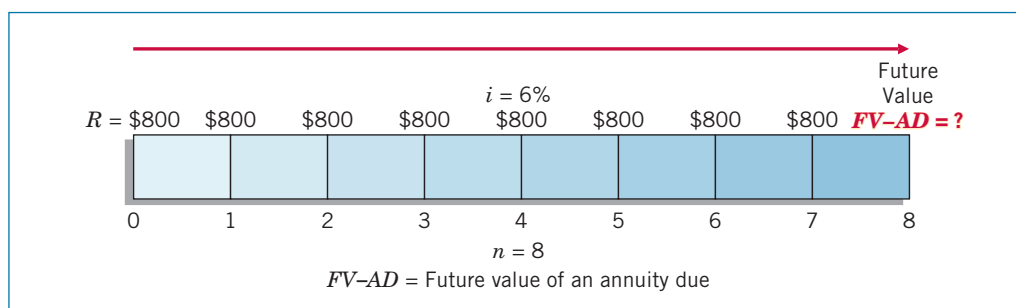 Future
Value
i = 6%
R = $800 $800 $800 $800 $800 $800 $800 $800 FV–AD = ?
0 1 2 3 4 5 6 7 8
n = 8
FV–AD = Future value of an annuity due